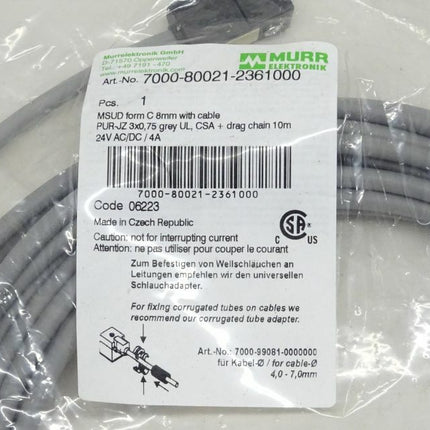 Murrelektronik GmbH
D-71570 Oppenweiler
Tel. +49 7191 -470
www.murrelektronik.com
MURR
ELEKTRONIK
Art.-No. 7000-80021-2361000
Pcs. 1
MSUD form C 8mm with cable
PUR-JZ 3x0,75 grey UL, CSA + drag chain 10m
24V AC/DC / 4A
7000-80021-2361000
Code 06223
Made in Czech Republic
Caution: not for interrupting current
Attention: ne pas utiliser pour couper le courant
C US
Zum Befestigen von Wellschläuchen an
Leitungen empfehlen wir den universellen
Schlauchadapter.
For fixing corrugated tubes on cables we
recommend our corrugated tube adapter.
Art.-No.: 7000-99081-0000000
für Kabel-Ø / for cable-Ø
4,0 - 7,0mm